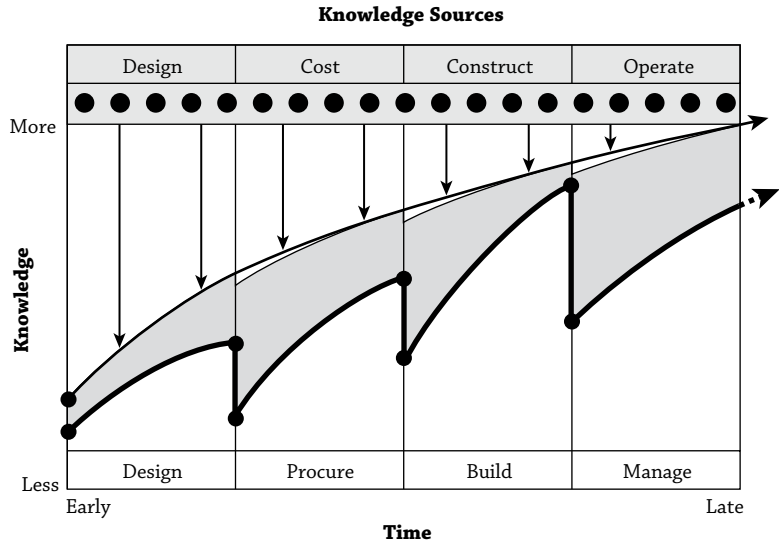 Knowledge Sources
Design Cost Construct Operate
More
Knowledge
Design Procure Build Manage
Less
Early Late
Time